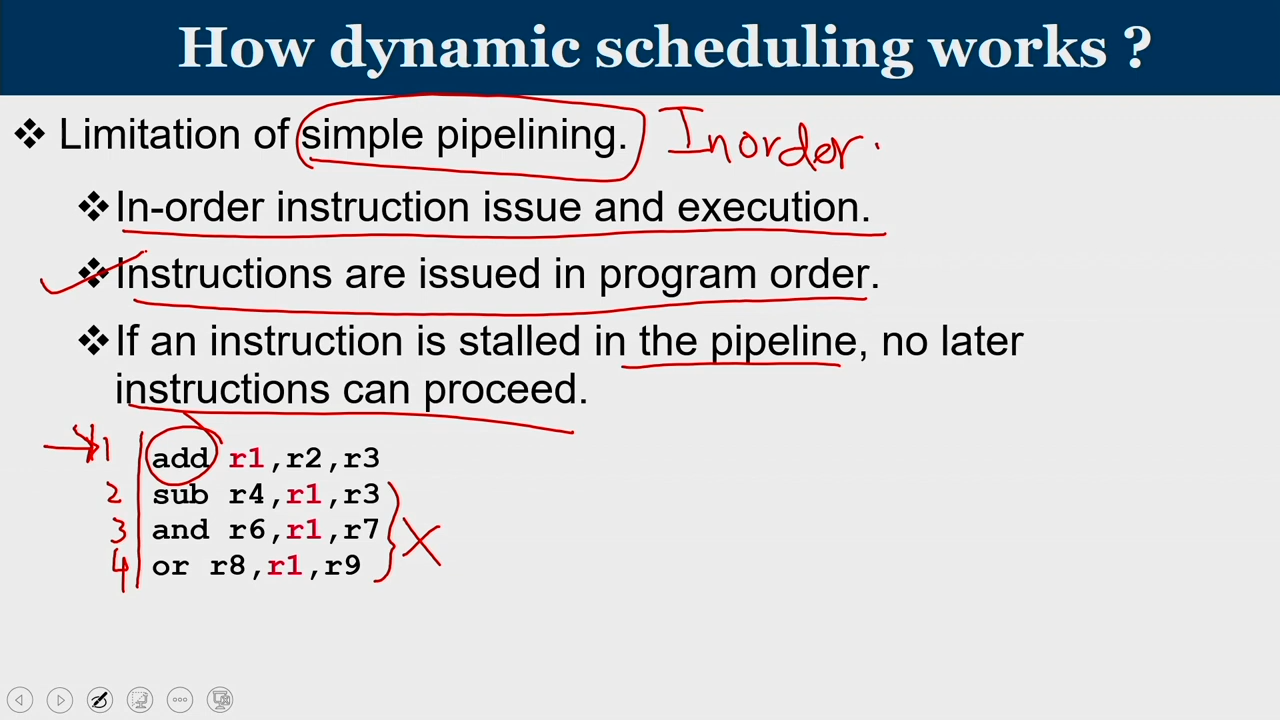 How dynamic scheduling works ?
❖ Limitation of simple pipelining. Inorder.
❖ In-order instruction issue and execution.
❖ Instructions are issued in program order.
❖ If an instruction is stalled in the pipeline, no later
instructions can proceed.
1 add r1,r2,r3
2 sub r4,r1,r3
3 and r6,r1,r7
4 or r8,r1,r9